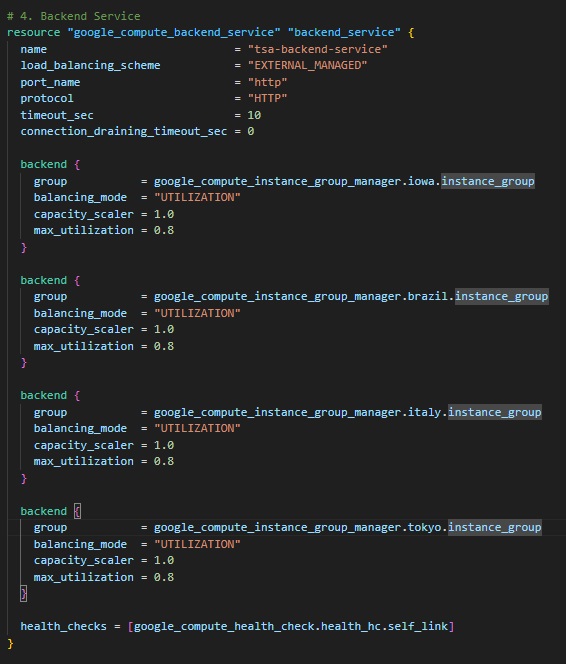 # 4. Backend Service
resource "google_compute_backend_service" "backend_service" {
  name                            = "tsa-backend-service"
  load_balancing_scheme           = "EXTERNAL_MANAGED"
  port_name                       = "http"
  protocol                        = "HTTP"
  timeout_sec                     = 10
  connection_draining_timeout_sec = 0

  backend {
    group           = google_compute_instance_group_manager.iowa.instance_group
    balancing_mode  = "UTILIZATION"
    capacity_scaler = 1.0
    max_utilization = 0.8
  }

  backend {
    group           = google_compute_instance_group_manager.brazil.instance_group
    balancing_mode  = "UTILIZATION"
    capacity_scaler = 1.0
    max_utilization = 0.8
  }

  backend {
    group           = google_compute_instance_group_manager.italy.instance_group
    balancing_mode  = "UTILIZATION"
    capacity_scaler = 1.0
    max_utilization = 0.8
  }

  backend {
    group           = google_compute_instance_group_manager.tokyo.instance_group
    balancing_mode  = "UTILIZATION"
    capacity_scaler = 1.0
    max_utilization = 0.8
  }

  health_checks = [google_compute_health_check.health_hc.self_link]
}